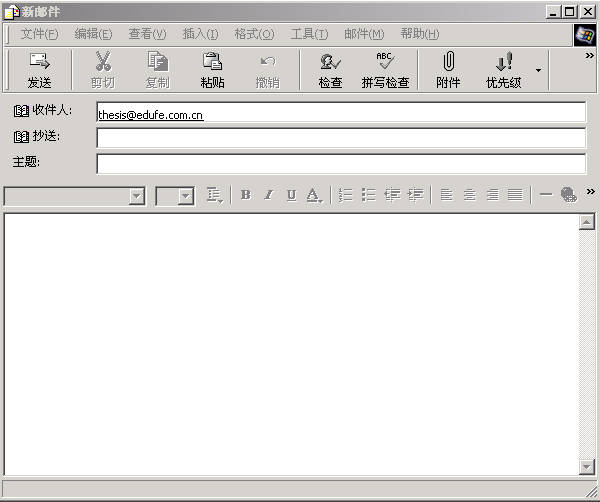 新邮件
文件(F) 编辑(E) 查看(V) 插入(I) 格式(O) 工具(T) 邮件(M) 帮助(H)
发送 剪切 复制 粘贴 撤销 检查 拼写检查 附件 优先级
收件人: thesis@edufe.com.cn
抄送:
主题:
B I U A